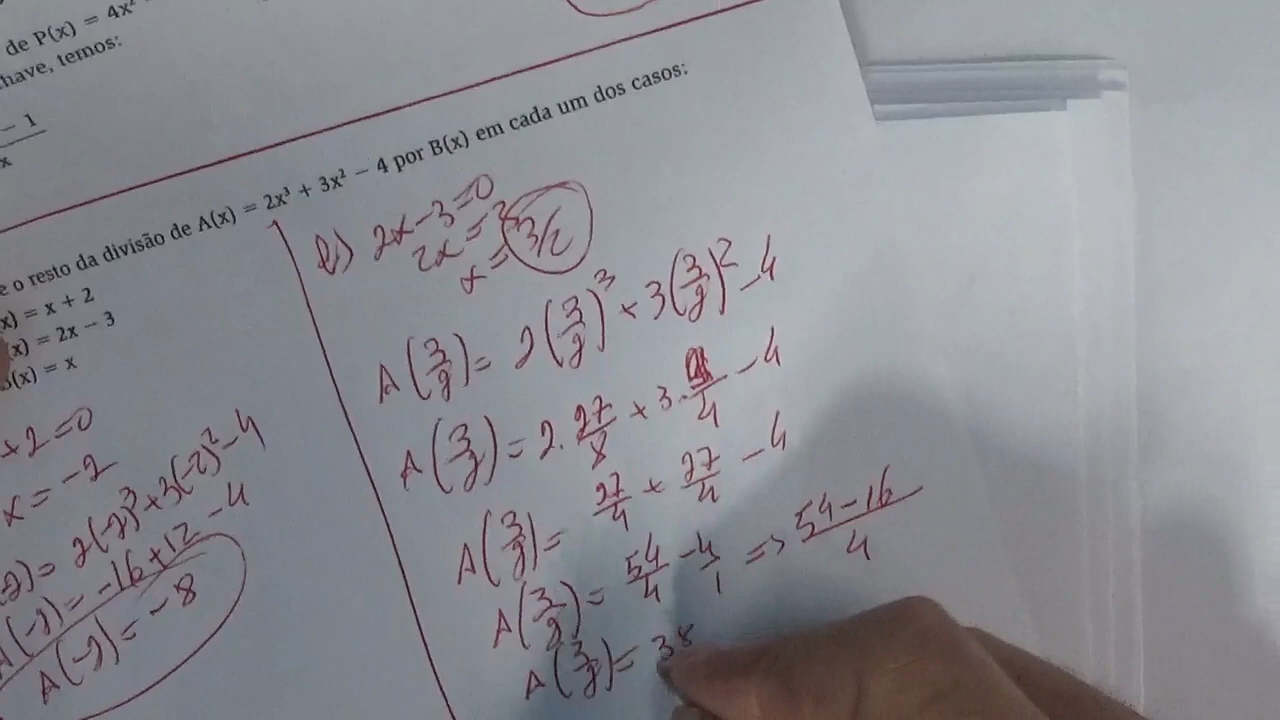 de P(x) = 4x²
have, temos:
– 1
x
e o resto da divisão de A(x) = 2x³ + 3x² – 4 por B(x) em cada um dos casos:
x) = x + 2
(x) = 2x – 3
B(x) = x
+2=0
x = -2
2) = 2(-2)³+3(-2)²-4
A(-2) = -16+12-4
A(-2) = -8
2x-3=0
2x=3
x=3/2
A(3/2) = 2(3/2)³ + 3(3/2)² - 4
A(3/2) = 2.27/8 + 3.9/4 - 4
A(3/2) = 27/4 + 27/4 - 4
A(3/2) = 54/4 - 4/1 => 54-16/4
A(3/2) = 38